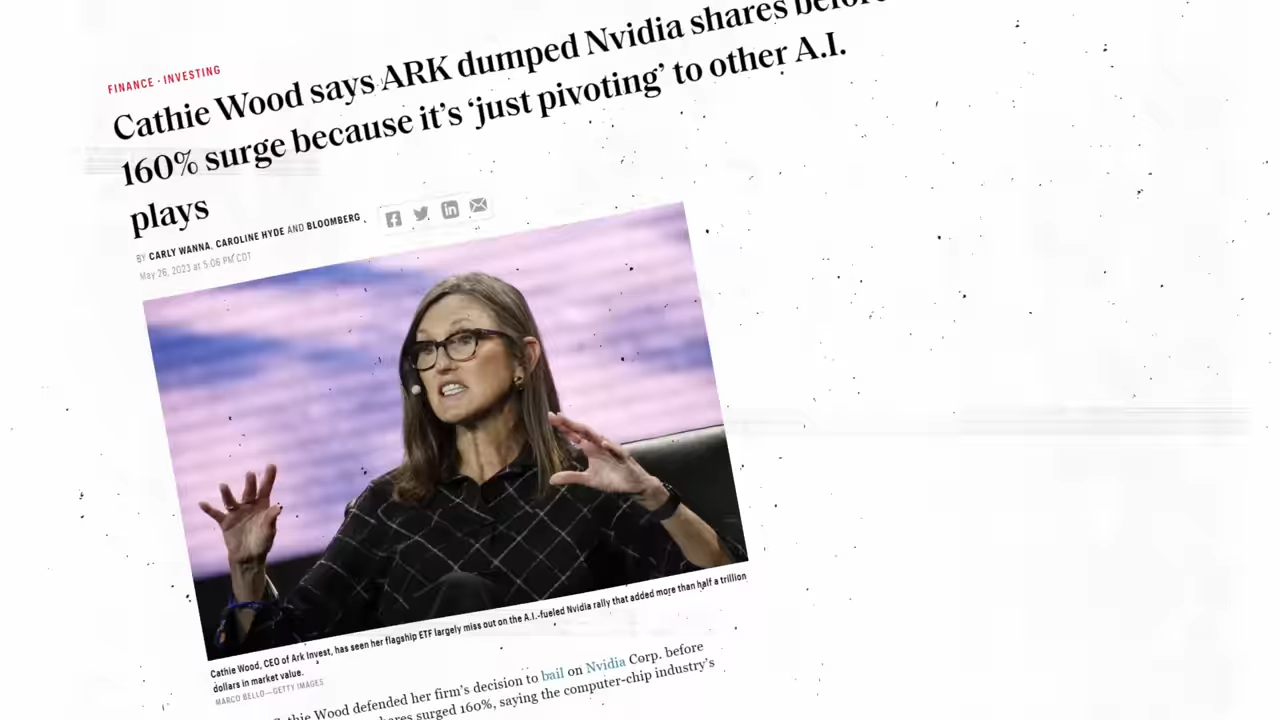 FINANCE · INVESTING
Cathie Wood says ARK dumped Nvidia shares before
160% surge because it’s ‘just pivoting’ to other A.I.
plays
BY CARLY WANNA, CAROLINE HYDE AND BLOOMBERG
May 26, 2023 at 5:06 PM CDT
Cathie Wood, CEO of Ark Invest, has seen her flagship ETF largely miss out on the A.I.-fueled Nvidia rally that added more than half a trillion
dollars in market value.
MARCO BELLO—GETTY IMAGES
Wood defended her firm’s decision to bail on Nvidia Corp. before
surged 160%, saying the computer-chip industry’s